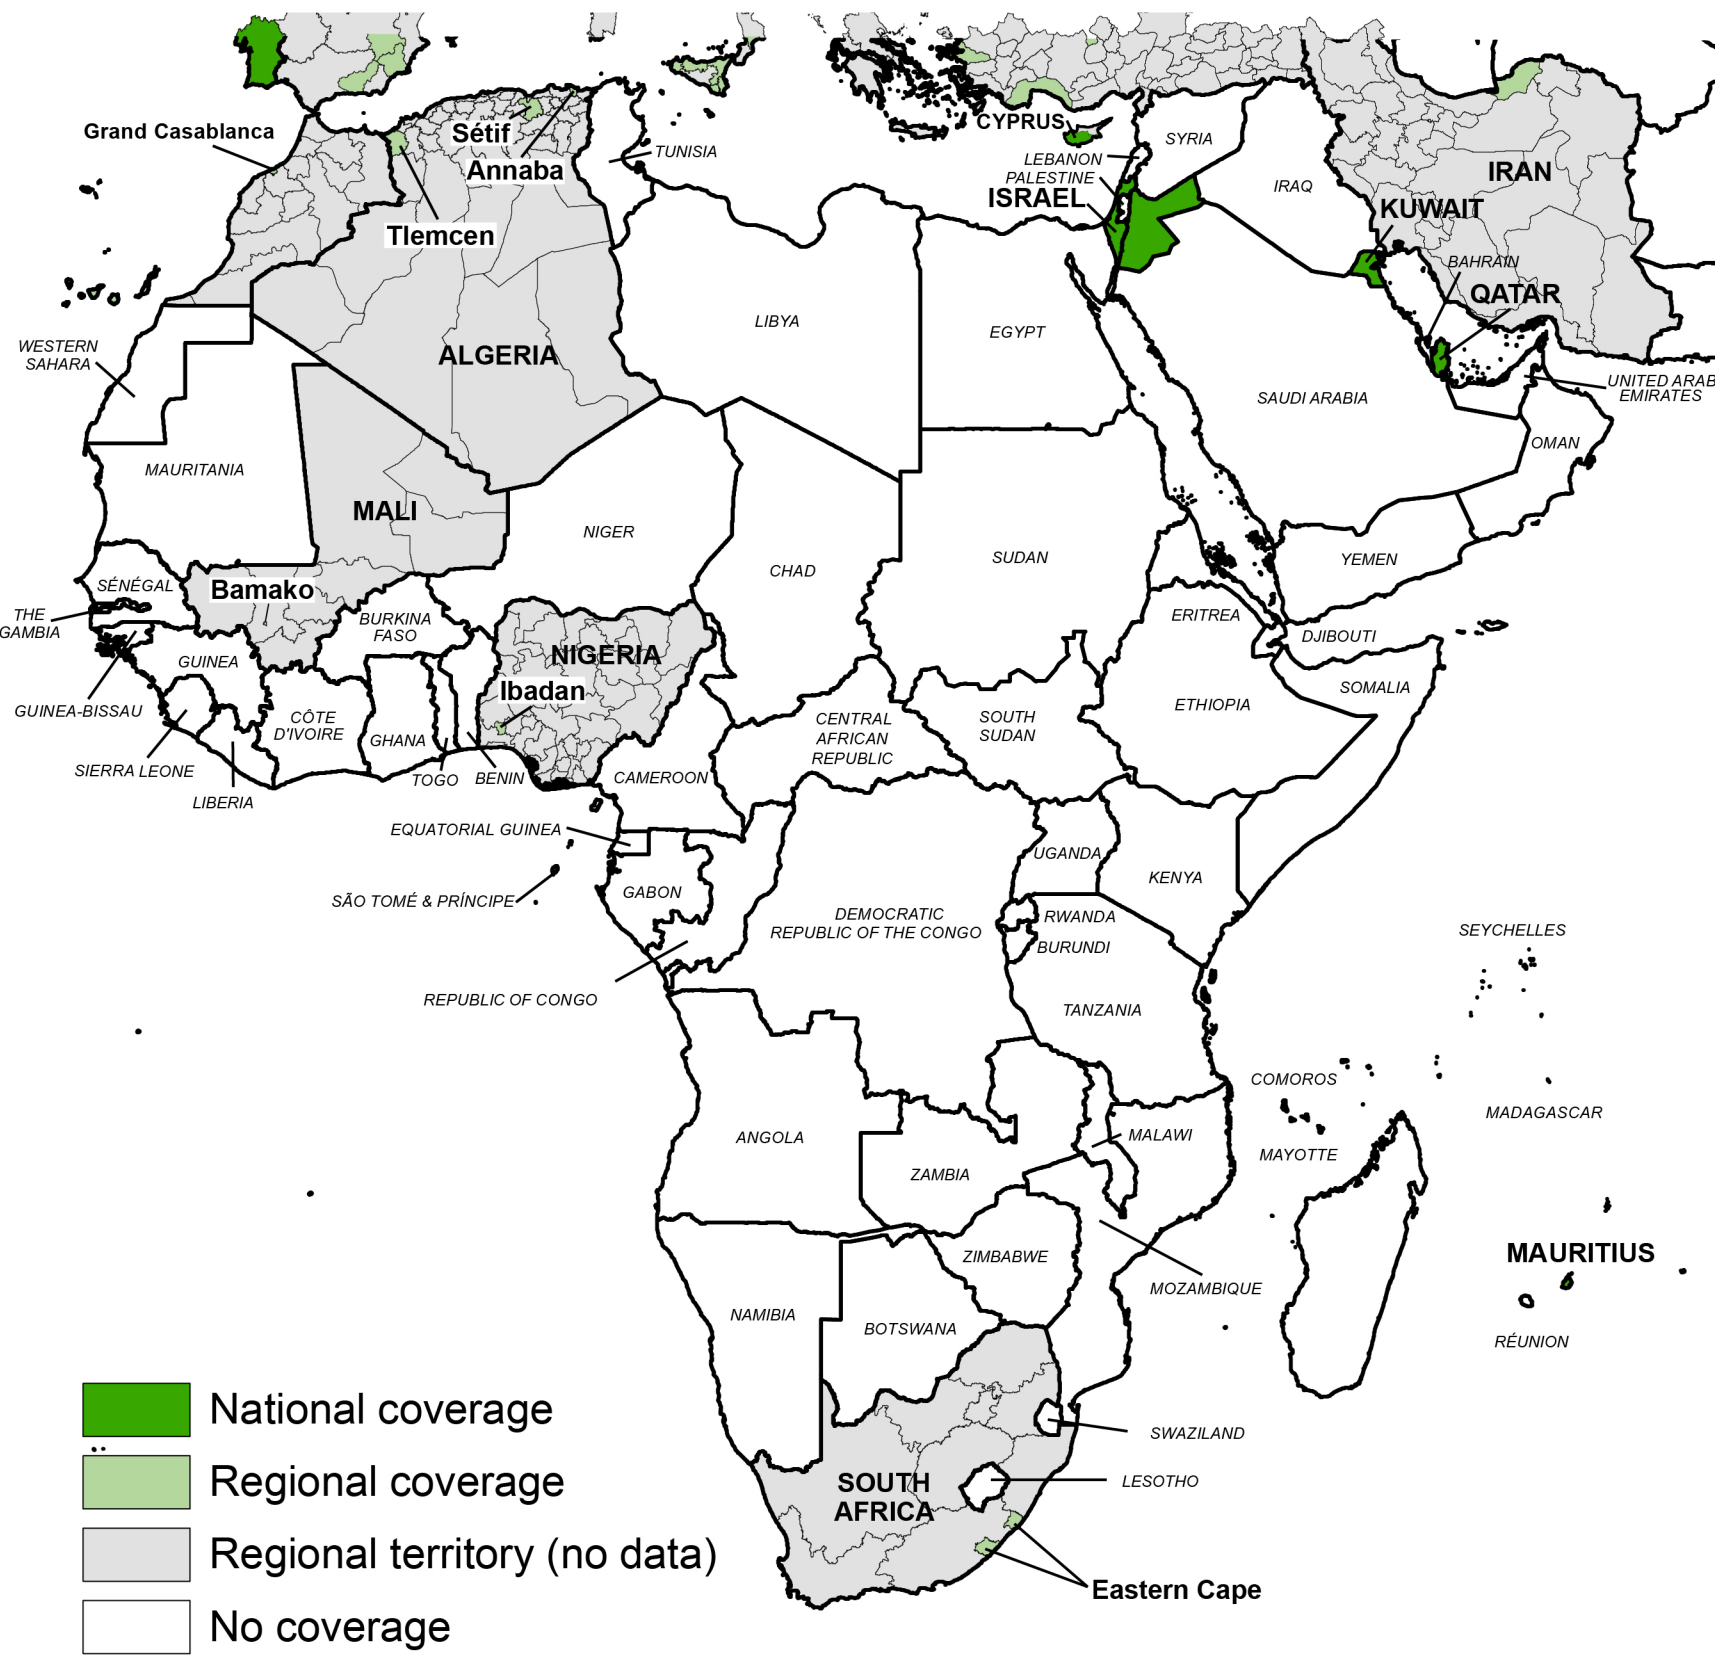 Grand Casablanca
Sétif
Annaba
Tlemcen
TUNISIA
CYPRUS
SYRIA
LEBANON
PALESTINE
ISRAEL
IRAQ
IRAN
KUWAIT
BAHRAIN
QATAR
WESTERN
SAHARA
ALGERIA
LIBYA
EGYPT
SAUDI ARABIA
UNITED ARAB
EMIRATES
OMAN
MAURITANIA
MALI
NIGER
CHAD
SUDAN
YEMEN
SÉNÉGAL
Bamako
THE
GAMBIA
BURKINA
FASO
ERITREA
DJIBOUTI
GUINEA
NIGERIA
Ibadan
SOMALIA
GUINEA-BISSAU
CÔTE
D'IVOIRE
GHANA
CENTRAL
AFRICAN
REPUBLIC
SOUTH
SUDAN
ETHIOPIA
SIERRA LEONE
TOGO
BENIN
CAMEROON
LIBERIA
EQUATORIAL GUINEA
UGANDA
KENYA
SÃO TOMÉ & PRÍNCIPE
GABON
DEMOCRATIC
REPUBLIC OF THE CONGO
RWANDA
BURUNDI
SEYCHELLES
REPUBLIC OF CONGO
TANZANIA
COMOROS
MADAGASCAR
ANGOLA
MALAWI
MAYOTTE
ZAMBIA
ZIMBABWE
MAURITIUS
MOZAMBIQUE
NAMIBIA
BOTSWANA
RÉUNION
SWAZILAND
LESOTHO
SOUTH
AFRICA
Eastern Cape
National coverage
Regional coverage
Regional territory (no data)
No coverage